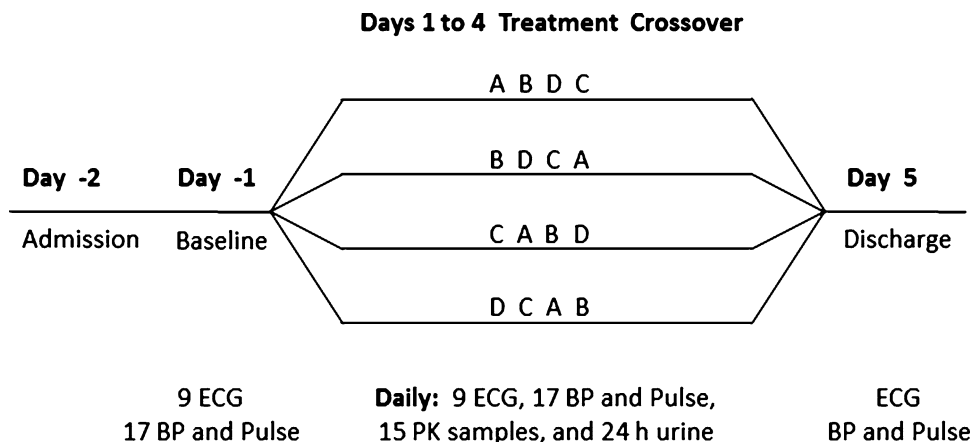 Days 1 to 4 Treatment Crossover
A B D C
B D C A
Day -2 Day -1 Day 5
Admission Baseline Discharge
C A B D
D C A B
9 ECG Daily: 9 ECG, 17 BP and Pulse, ECG
17 BP and Pulse 15 PK samples, and 24 h urine BP and Pulse